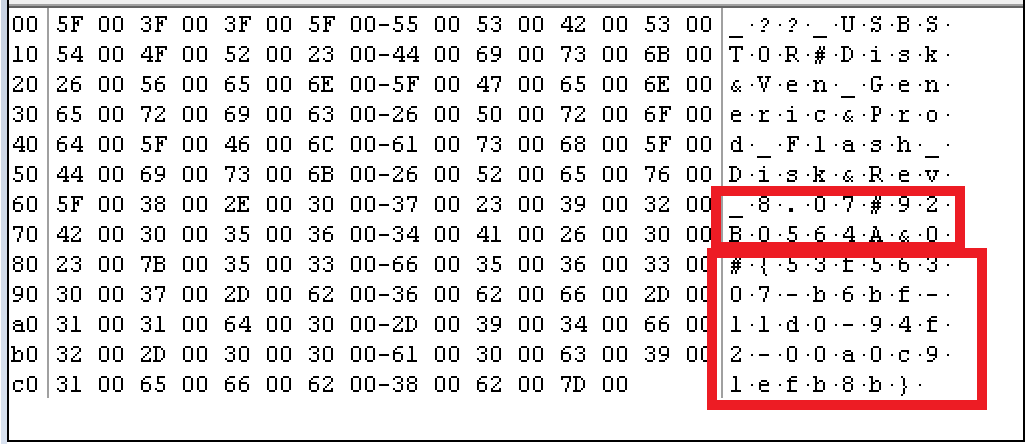 00 5F 00 3F 00 3F 00 5F 00-55 00 53 00 42 00 53 00 _·?·?·_·U·S·B·S·
10 54 00 4F 00 52 00 23 00-44 00 69 00 73 00 6B 00 T·O·R·#·D·i·s·k·
20 26 00 56 00 65 00 6E 00-5F 00 47 00 65 00 6E 00 &·V·e·n·_·G·e·n·
30 65 00 72 00 69 00 63 00-26 00 50 00 72 00 6F 00 e·r·i·c·&·P·r·o·
40 64 00 5F 00 46 00 6C 00-61 00 73 00 68 00 5F 00 d·_·F·l·a·s·h·_·
50 44 00 69 00 73 00 6B 00-26 00 52 00 65 00 76 00 D·i·s·k·&·R·e·v·
60 5F 00 38 00 2E 00 30 00-37 00 23 00 39 00 32 00 _·8·.·0·7·#·9·2·
70 42 00 30 00 35 00 36 00-34 00 41 00 26 00 30 00 B·0·5·6·4·A·&·0·
80 23 00 7B 00 35 00 33 00-66 00 35 00 36 00 33 00 #·{·5·3·f·5·6·3·
90 30 00 37 00 2D 00 62 00-36 00 62 00 66 00 2D 00 0·7·-·b·6·b·f·-·
a0 31 00 31 00 64 00 30 00-2D 00 39 00 34 00 66 00 1·1·d·0·-·9·4·f·
b0 32 00 2D 00 30 00 30 00-61 00 30 00 63 00 39 00 2·-·0·0·a·0·c·9·
c0 31 00 65 00 66 00 62 00-38 00 62 00 7D 00 1·e·f·b·8·b·}·